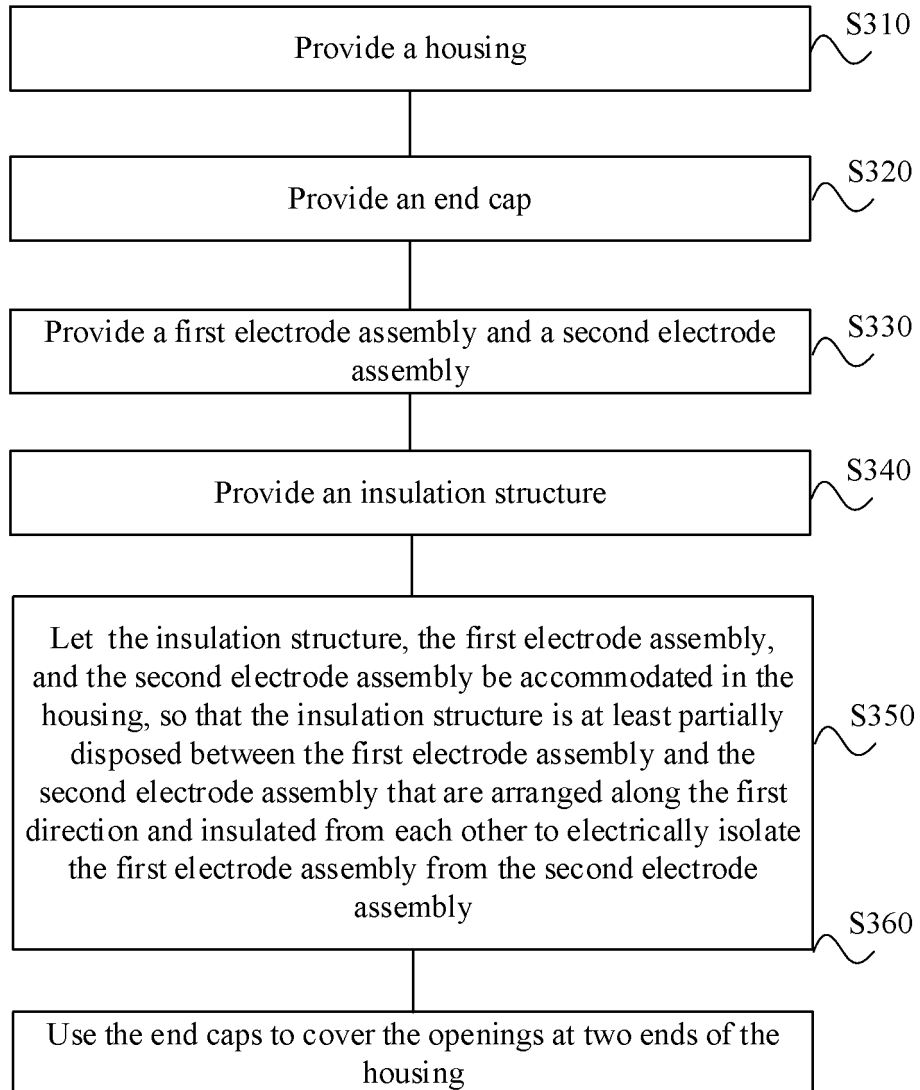 Provide a housing
S310
Provide an end cap
S320
Provide a first electrode assembly and a second electrode
assembly
S330
Provide an insulation structure
S340
Let the insulation structure, the first electrode assembly,
and the second electrode assembly be accommodated in the
housing, so that the insulation structure is at least partially
disposed between the first electrode assembly and the
second electrode assembly that are arranged along the first
direction and insulated from each other to electrically isolate
the first electrode assembly from the second electrode
assembly
S350
S360
Use the end caps to cover the openings at two ends of the
housing